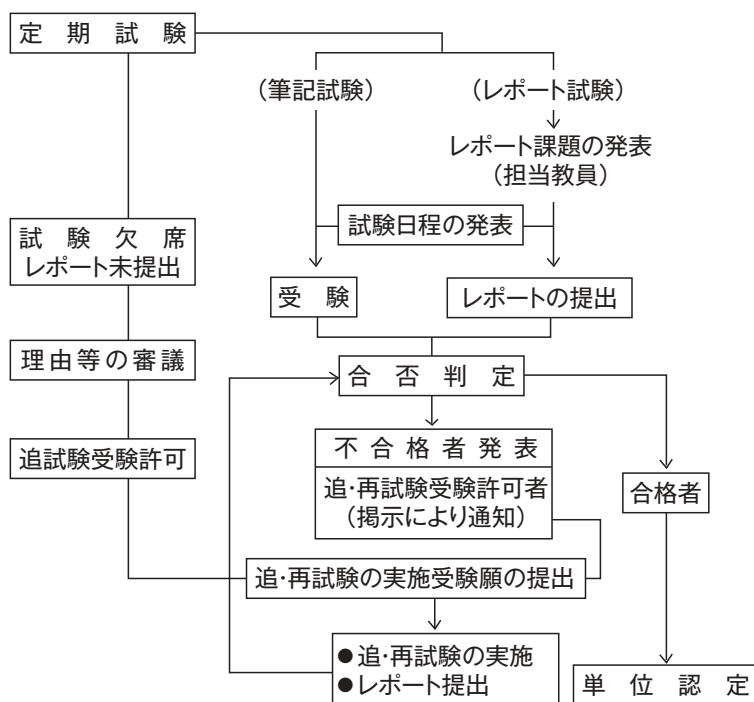 定期試験
（筆記試験）
（レポート試験）
レポート課題の発表
（担当教員）
試験日程の発表
試験欠席
レポート未提出
受験
レポートの提出
理由等の審議
合否判定
不合格者発表
追試験受験許可
追・再試験受験許可者
（掲示により通知）
合格者
追・再試験の実施受験願の提出
●追・再試験の実施
●レポート提出
単位認定